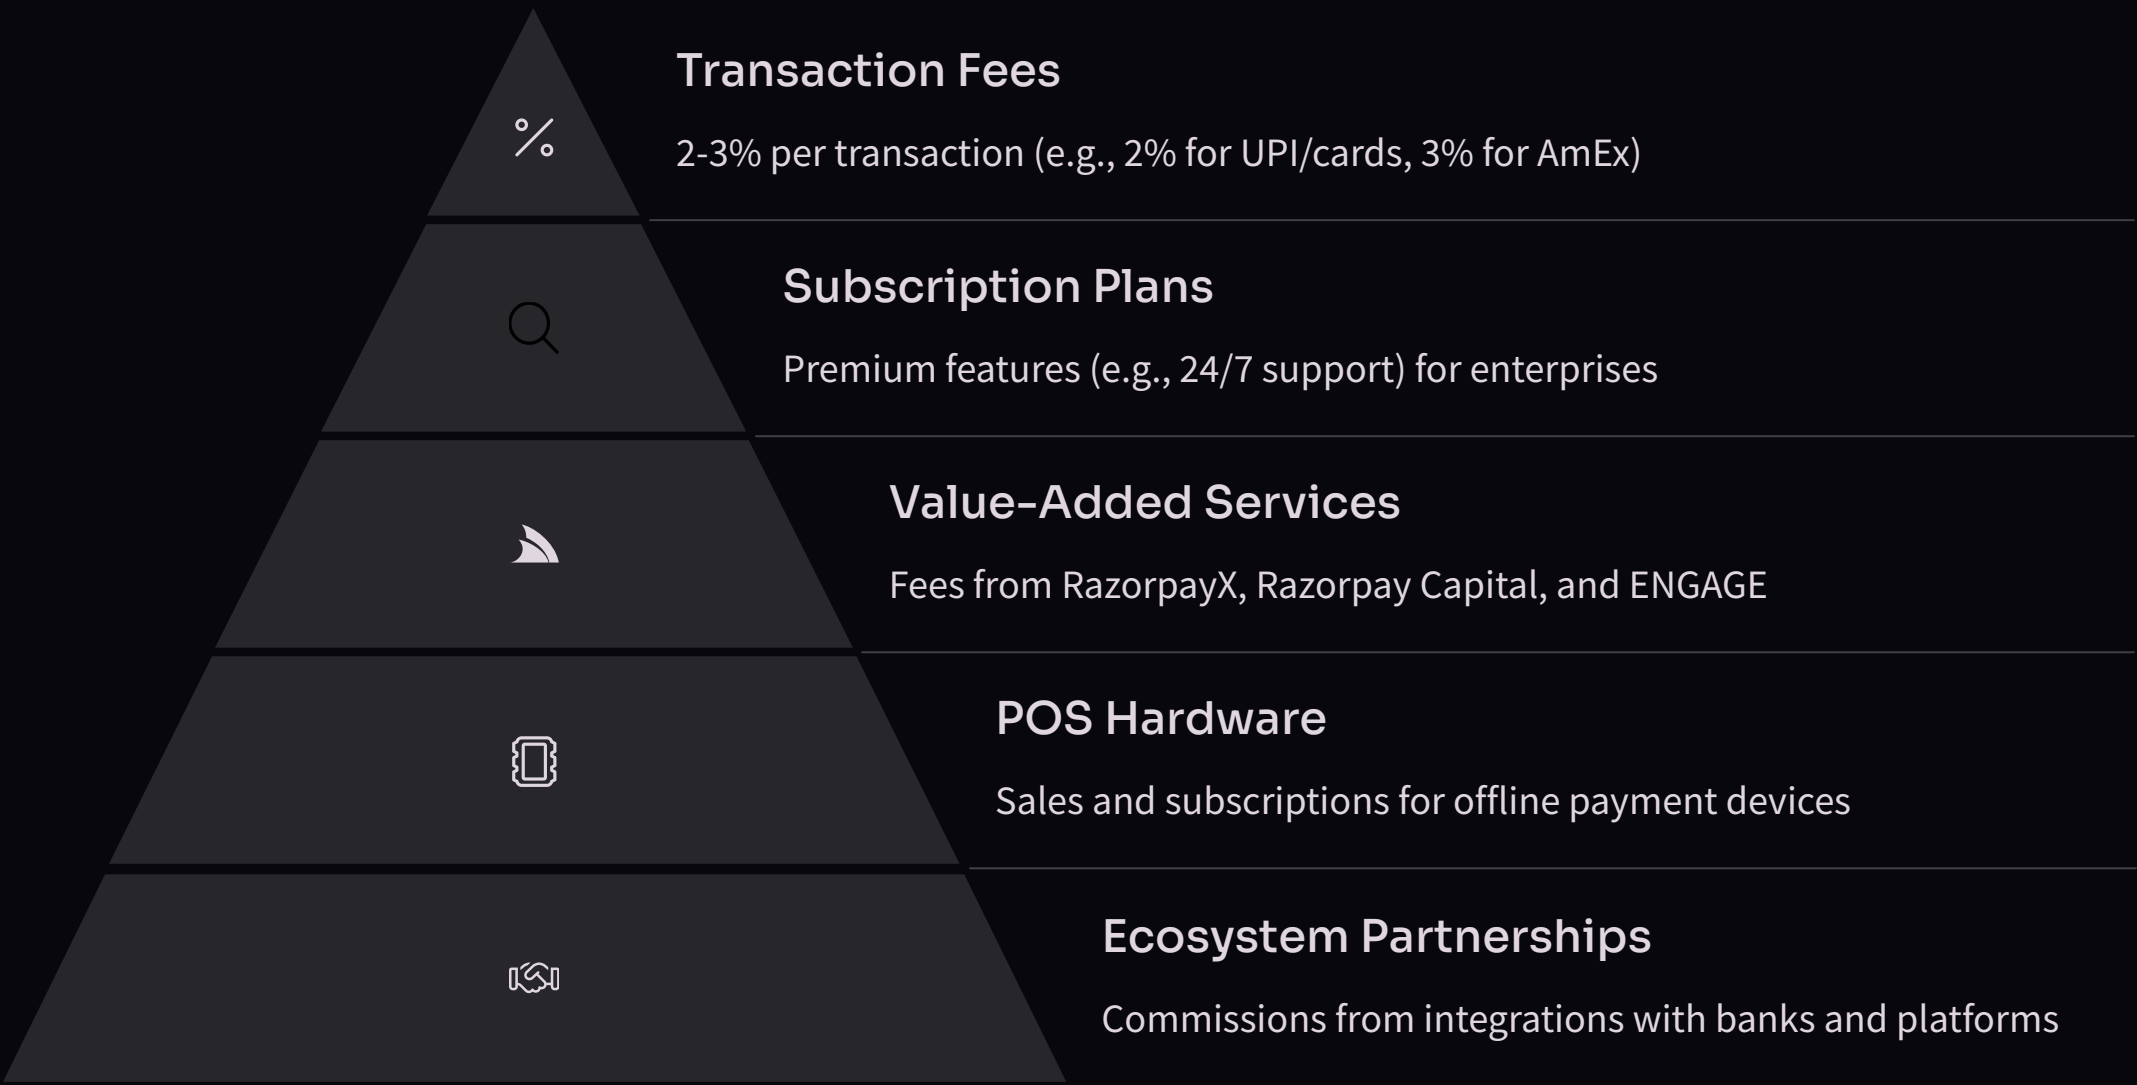 Transaction Fees
2-3% per transaction (e.g., 2% for UPI/cards, 3% for AmEx)
Subscription Plans
Premium features (e.g., 24/7 support) for enterprises
Value-Added Services
Fees from RazorpayX, Razorpay Capital, and ENGAGE
POS Hardware
Sales and subscriptions for offline payment devices
Ecosystem Partnerships
Commissions from integrations with banks and platforms